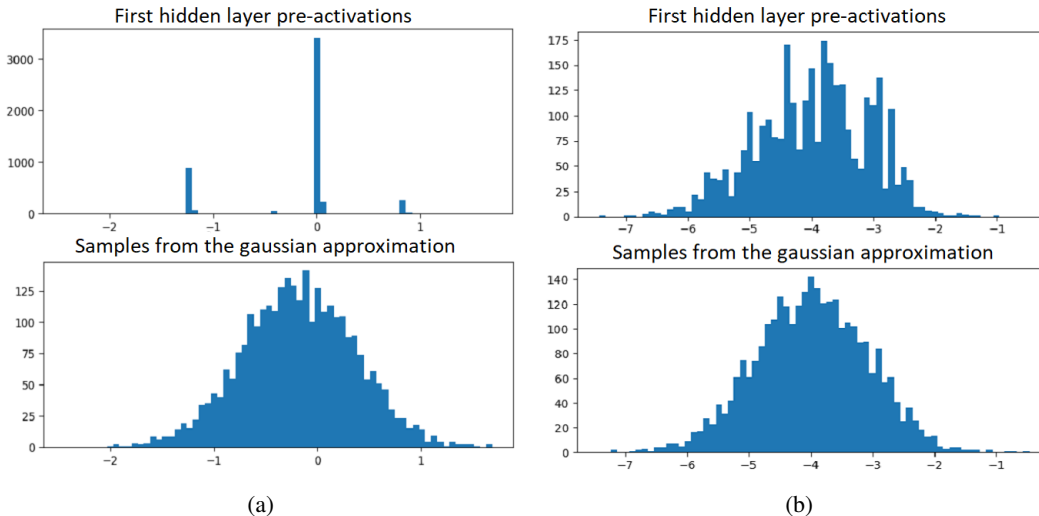 First hidden layer pre-activations
3000
2000
1000
0
−2 −1 0 1
Samples from the gaussian approximation
125
100
75
50
25
0
−2 −1 0 1
(a)
First hidden layer pre-activations
175
150
125
100
75
50
25
0
−7 −6 −5 −4 −3 −2 −1
Samples from the gaussian approximation
140
120
100
80
60
40
20
0
−7 −6 −5 −4 −3 −2 −1
(b)